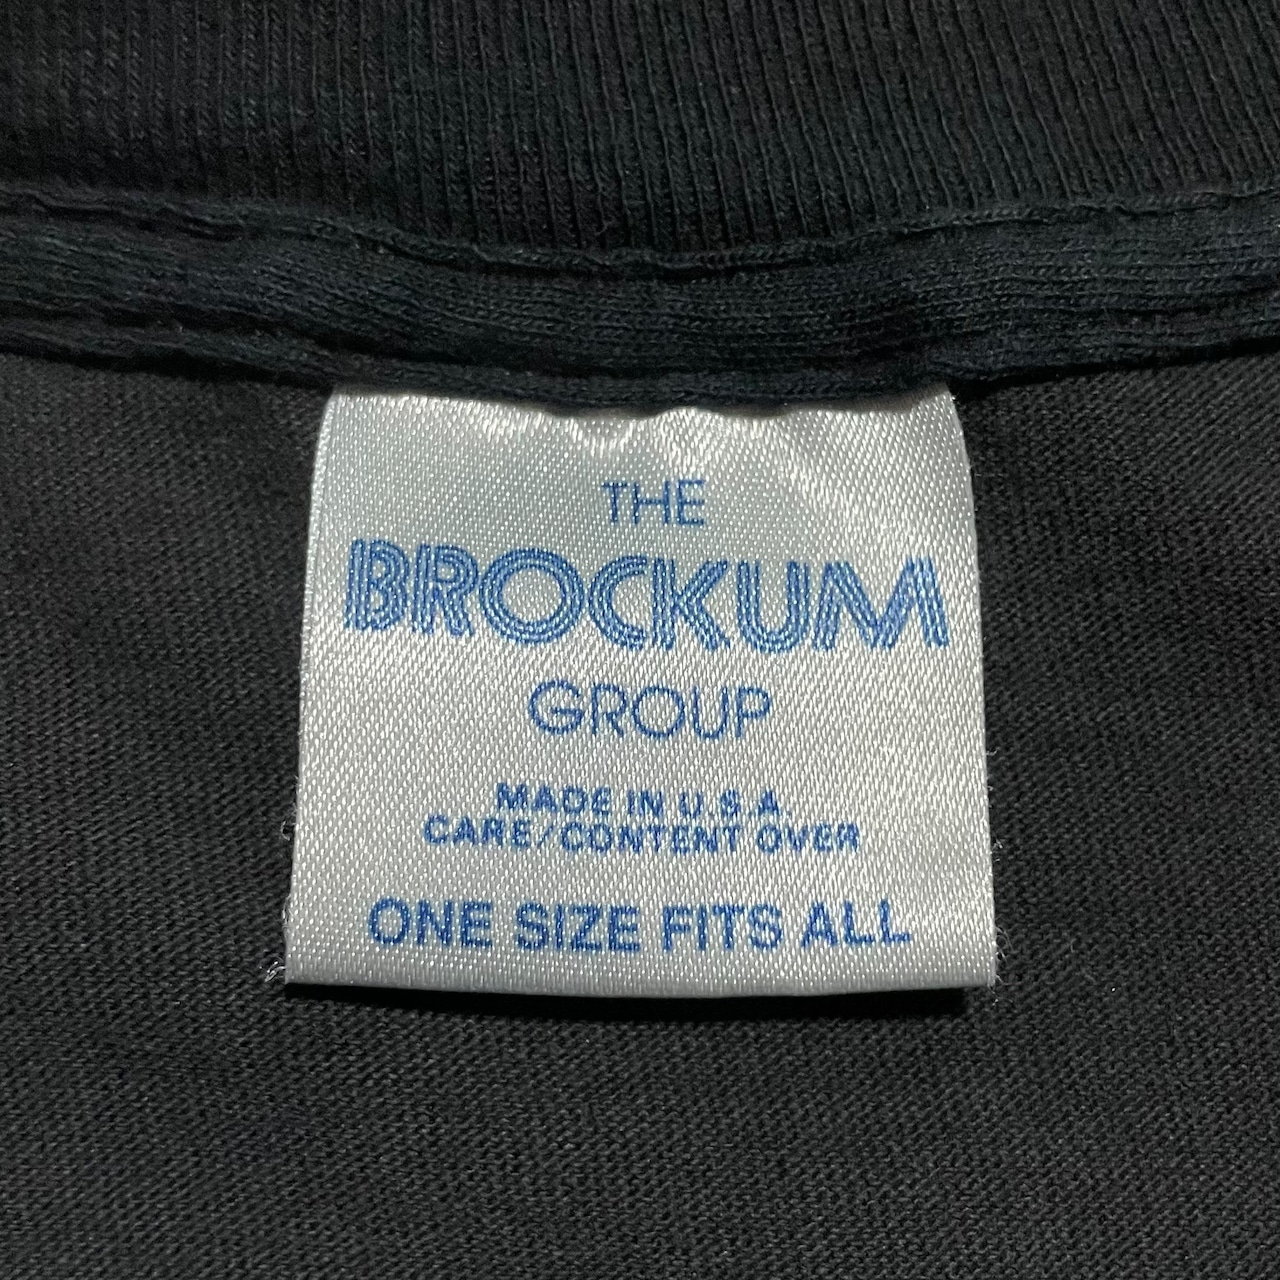 THE
BROCKUM
GROUP
MADE IN U.S.A.
CARE/CONTENT OVER
ONE SIZE FITS ALL